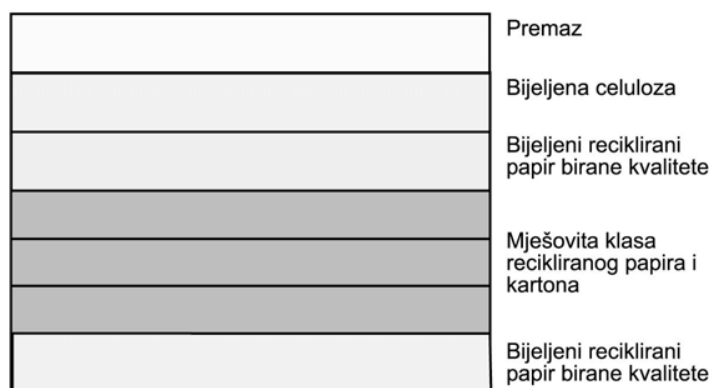 Premaz
Bijeljena celuloza
Bijeljeni reciklirani
papir birane kvalitete
Mješovita klasa
recikliranog papira i
kartona
Bijeljeni reciklirani
papir birane kvalitete